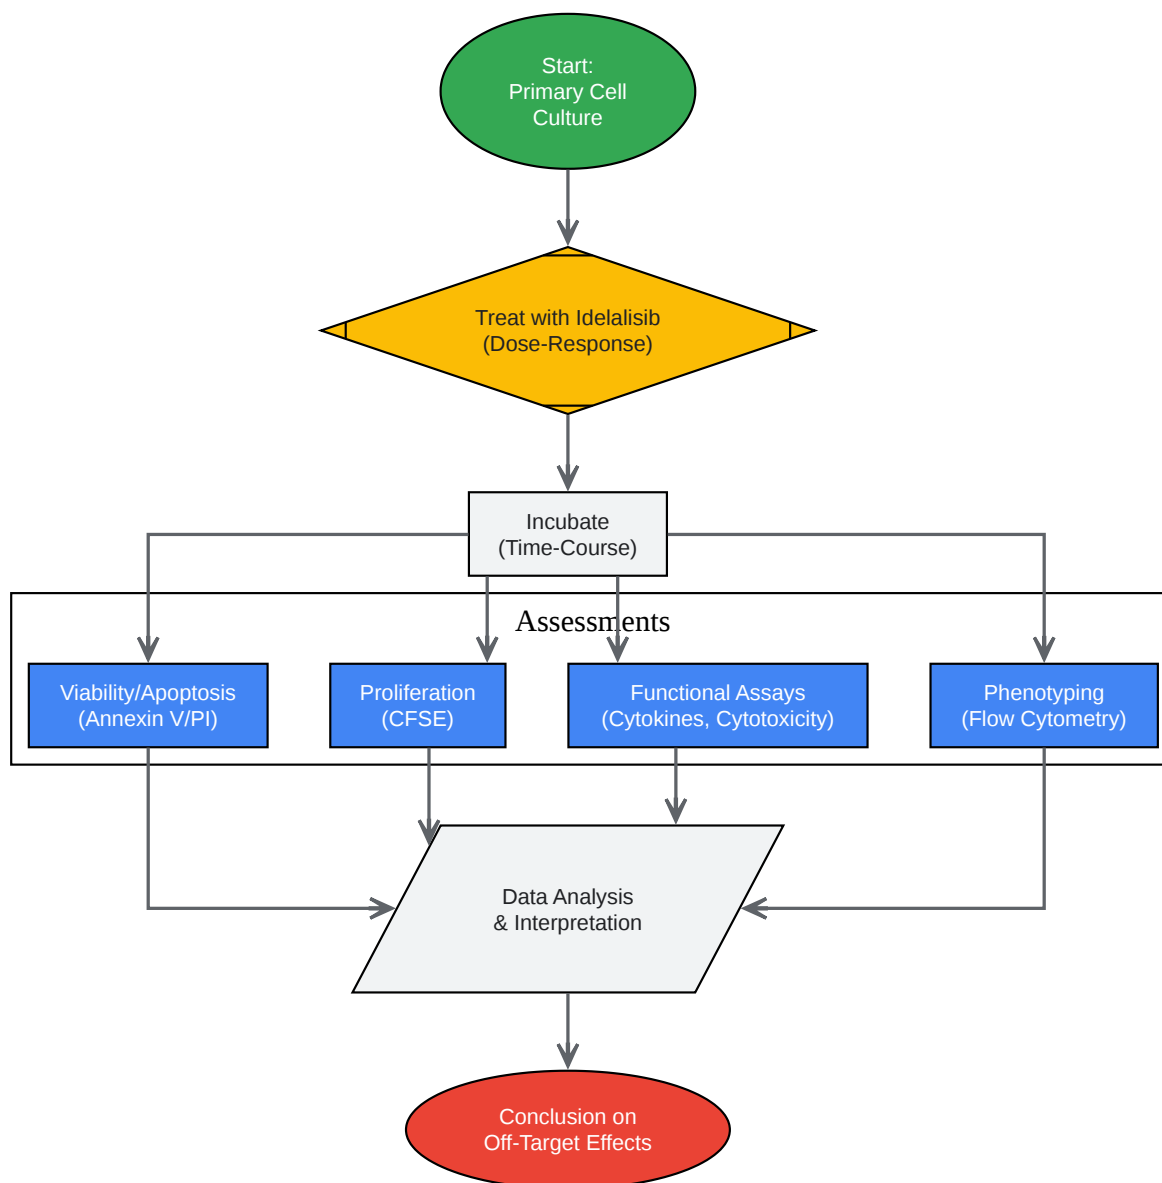 Start:
Primary Cell
Culture
Treat with Idelalisib
(Dose-Response)
Incubate
(Time-Course)
Assessments
Viability/Apoptosis
(Annexin V/PI)
Proliferation
(CFSE)
Functional Assays
(Cytokines, Cytotoxicity)
Phenotyping
(Flow Cytometry)
Data Analysis
& Interpretation
Conclusion on
Off-Target Effects